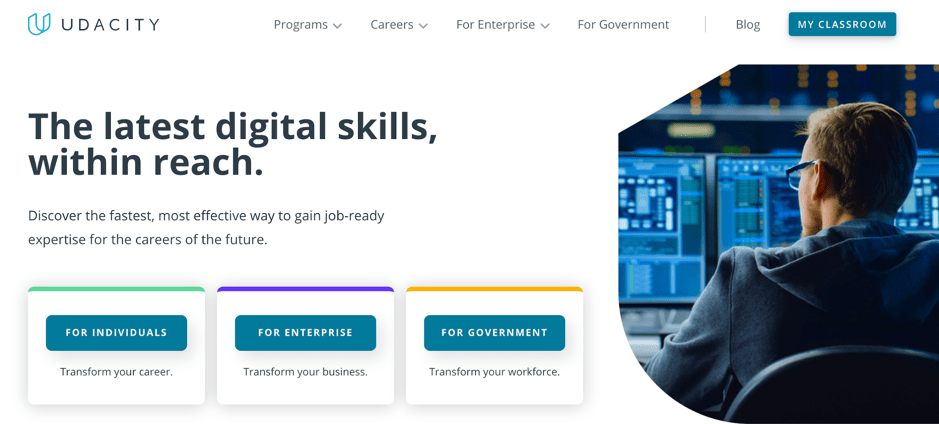 UDACITY
Programs Careers For Enterprise For Government Blog MY CLASSROOM
The latest digital skills,
within reach.
Discover the fastest, most effective way to gain job-ready
expertise for the careers of the future.
FOR INDIVIDUALS
Transform your career.
FOR ENTERPRISE
Transform your business.
FOR GOVERNMENT
Transform your workforce.